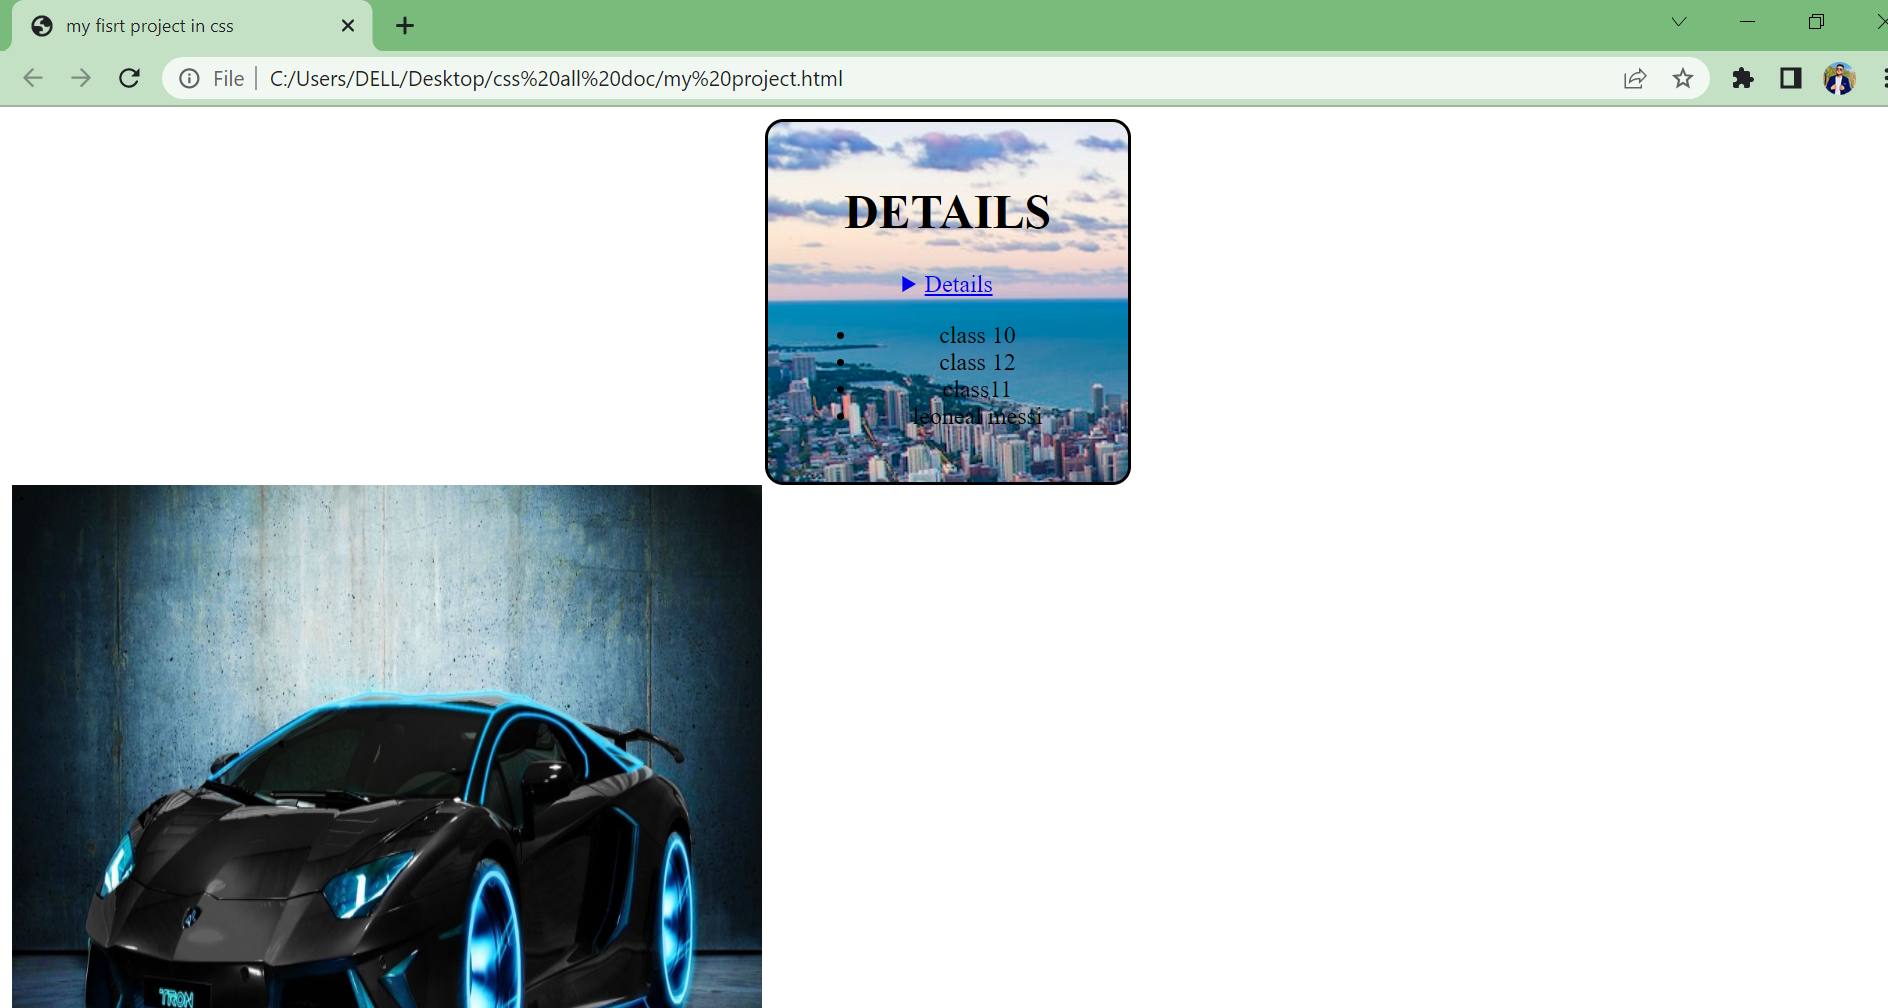 my fisrt project in css
File | C:/Users/DELL/Desktop/css%20all%20doc/my%20project.html
DETAILS
▶ Details
• class 10
• class 12
• class11
• leoneal messi
TRON